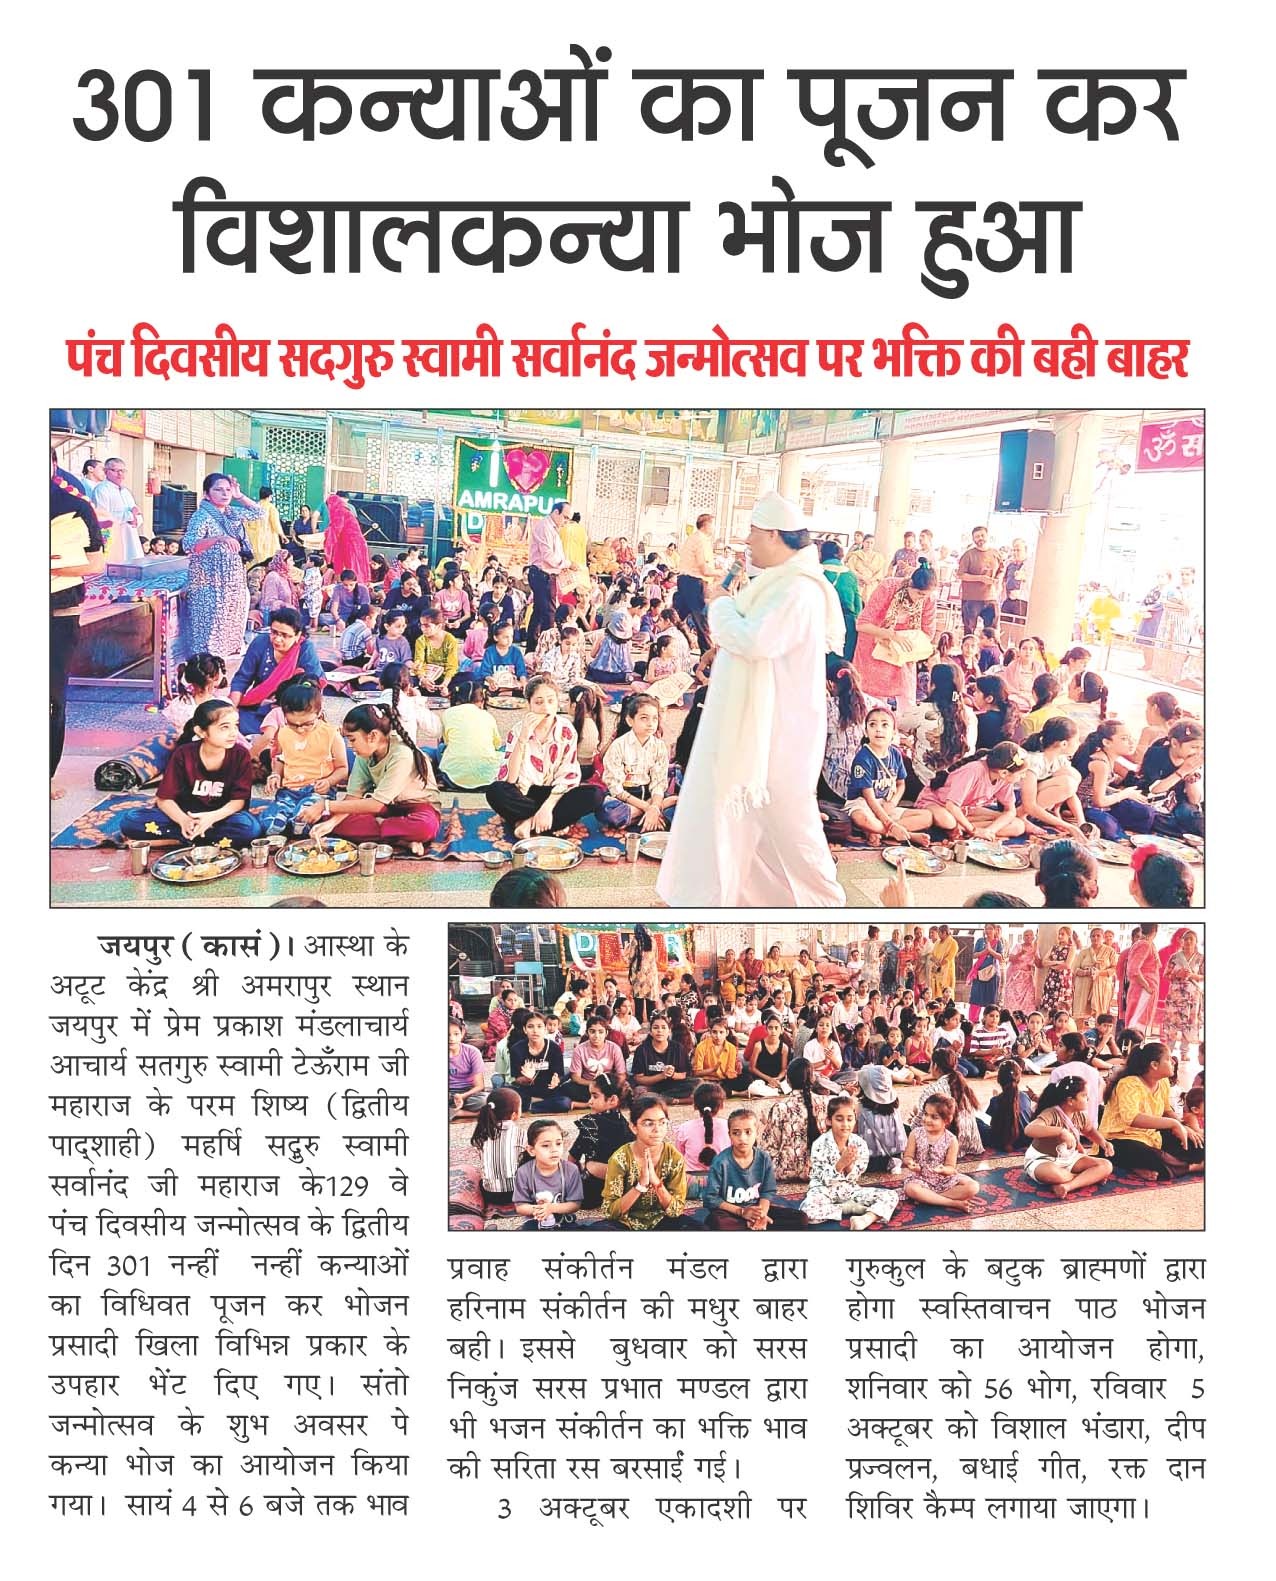 301 कन्याओं का पूजन कर
विशालकन्या भोज हुआ
पंच दिवसीय सदगुरु स्वामी सर्वानंद जन्मोत्सव पर भक्ति की बही बाहर
I
AMRAPUR
ॐ स
LOVE
LOOK
जयपुर ( कासं )। आस्था के
अटूट केंद्र श्री अमरापुर स्थान
जयपुर में प्रेम प्रकाश मंडलाचार्य
आचार्य सतगुरु स्वामी टेऊँराम जी
महाराज के परम शिष्य (द्वितीय
पाद्शाही) महर्षि सद्गुरु स्वामी
सर्वानंद जी महाराज के129 वे
पंच दिवसीय जन्मोत्सव के द्वितीय
दिन 301 नन्हीं नन्हीं कन्याओं
का विधिवत पूजन कर भोजन
प्रसादी खिला विभिन्न प्रकार के
उपहार भेंट दिए गए। संतो
जन्मोत्सव के शुभ अवसर पे
कन्या भोज का आयोजन किया
गया। सायं 4 से 6 बजे तक भाव
प्रवाह संकीर्तन मंडल द्वारा
हरिनाम संकीर्तन की मधुर बाहर
बही। इससे बुधवार को सरस
निकुंज सरस प्रभात मण्डल द्वारा
भी भजन संकीर्तन का भक्ति भाव
की सरिता रस बरसाईं गई।
3 अक्टूबर एकादशी पर
गुरुकुल के बटुक ब्राह्मणों द्वारा
होगा स्वस्तिवाचन पाठ भोजन
प्रसादी का आयोजन होगा,
शनिवार को 56 भोग, रविवार 5
अक्टूबर को विशाल भंडारा, दीप
प्रज्वलन, बधाई गीत, रक्त दान
शिविर कैम्प लगाया जाएगा।